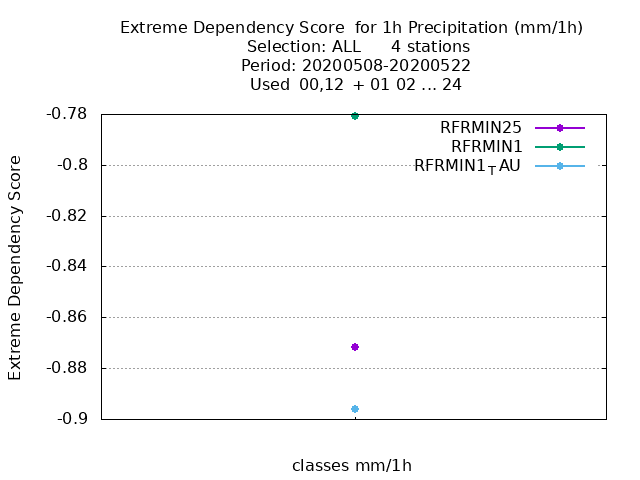 Extreme Dependency Score  for 1h Precipitation (mm/1h)
Selection: ALL      4 stations
Period: 20200508-20200522
Used  00,12  + 01 02 ... 24
-0.78
-0.8
-0.82
-0.84
-0.86
-0.88
-0.9
Extreme Dependency Score
RFRMIN25
RFRMIN1
RFRMIN1TAU
classes mm/1h